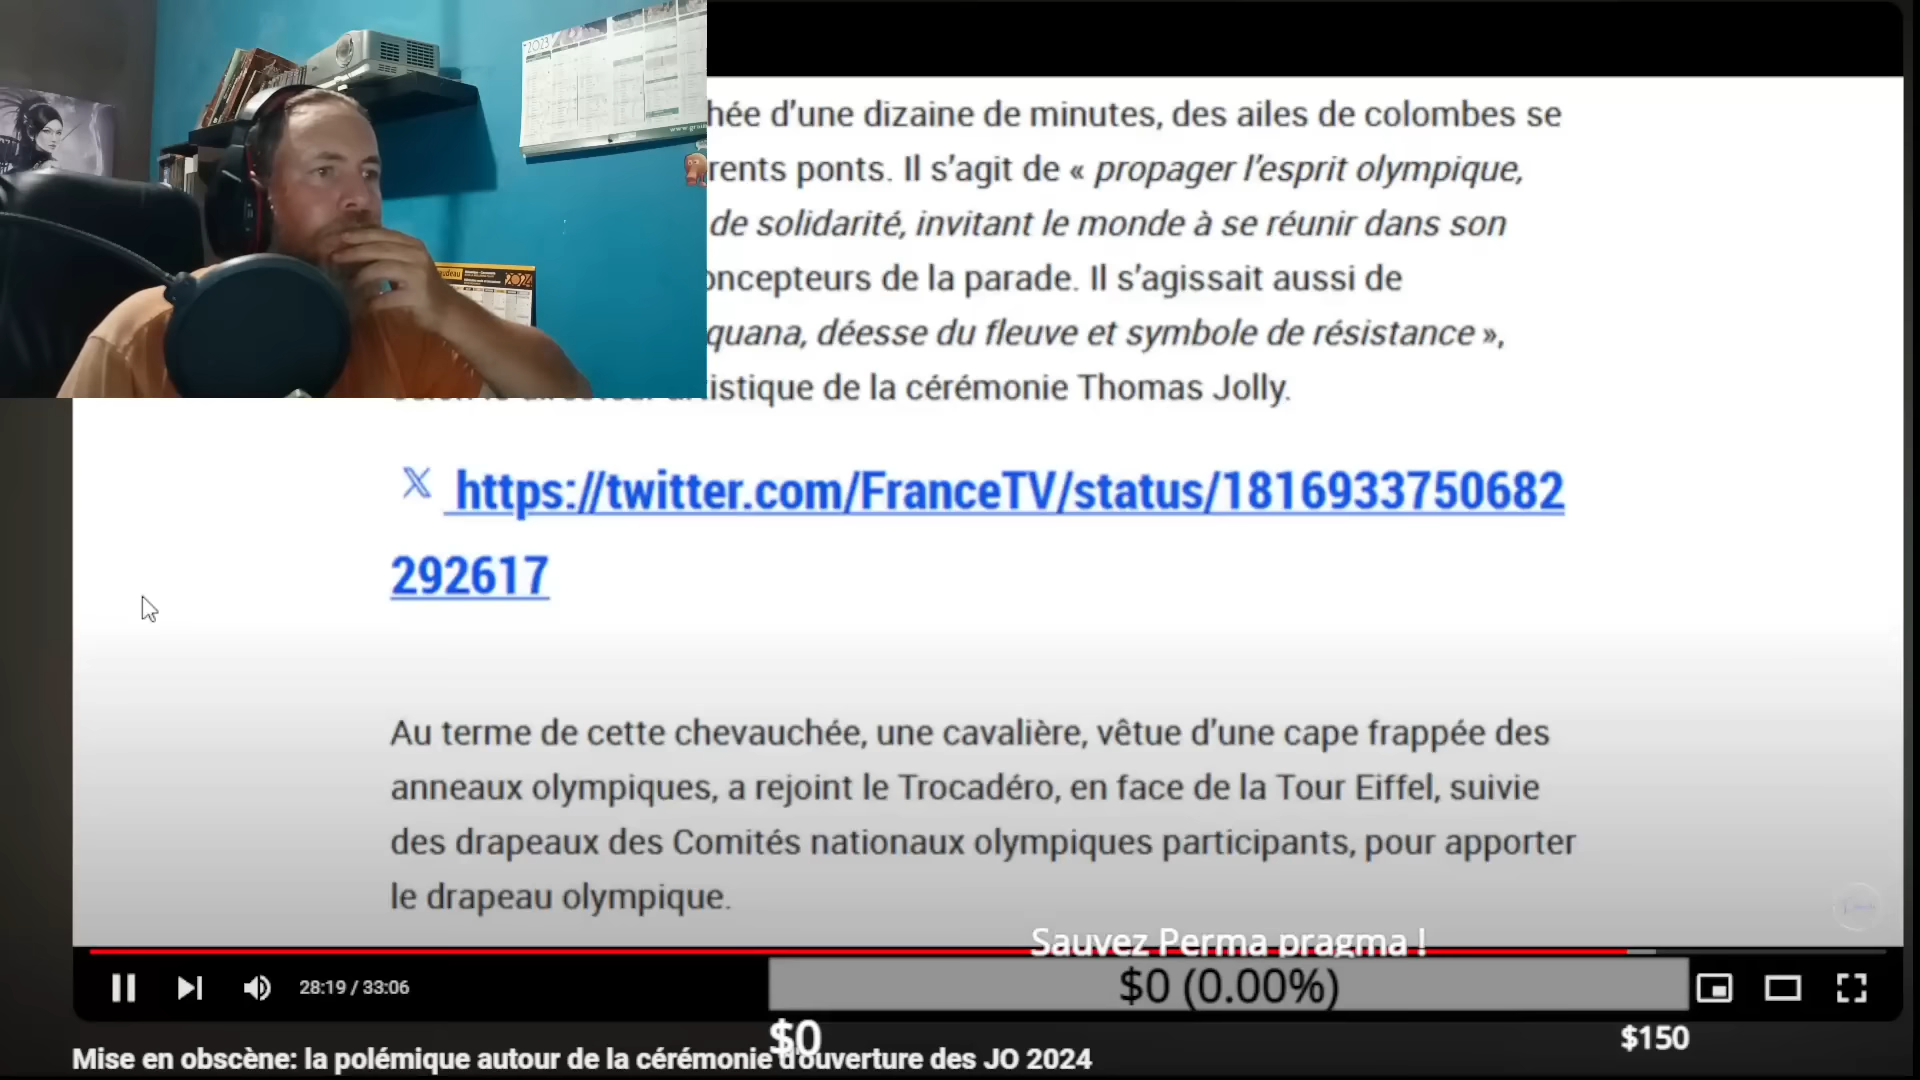 2023
www.grai
udeau
2024
hée d'une dizaine de minutes, des ailes de colombes se
rents ponts. Il s'agit de « propager l'esprit olympique,
de solidarité, invitant le monde à se réunir dans son
oncepteurs de la parade. Il s'agissait aussi de
quana, déesse du fleuve et symbole de résistance »,
istique de la cérémonie Thomas Jolly.
https://twitter.com/FranceTV/status/1816933750682
292617
Au terme de cette chevauchée, une cavalière, vêtue d'une cape frappée des
anneaux olympiques, a rejoint le Trocadéro, en face de la Tour Eiffel, suivie
des drapeaux des Comités nationaux olympiques participants, pour apporter
le drapeau olympique.
Sauvez Perma pragma !
28:19 / 33:06
$0 (0.00%)
$0
$150
Mise en obscène: la polémique autour de la cérémonie d'ouverture des JO 2024